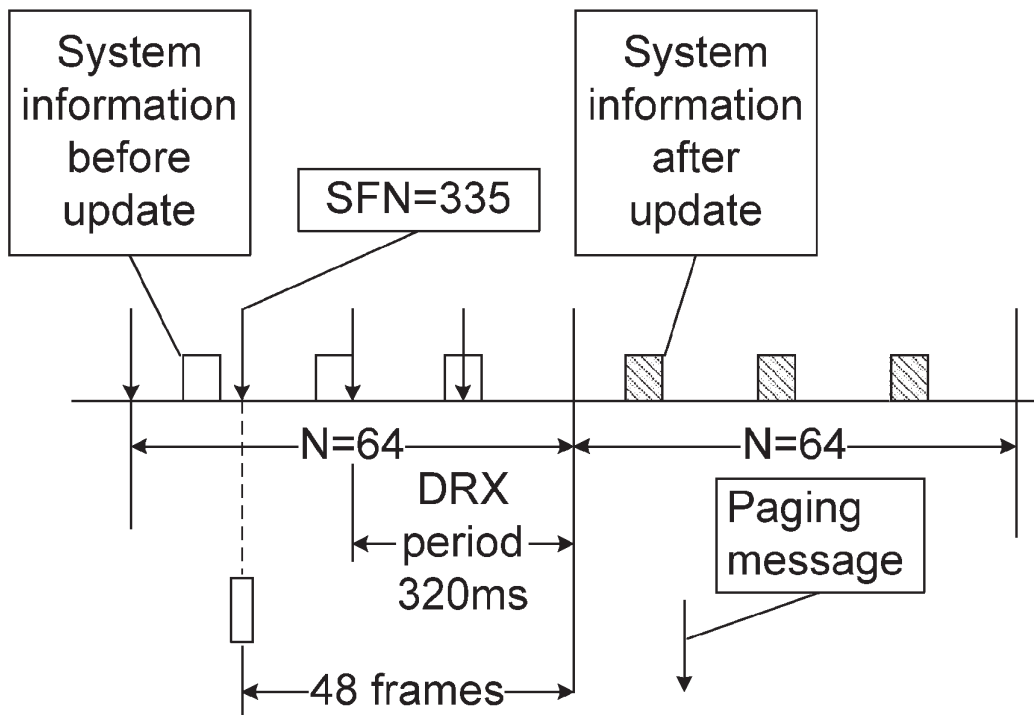 System
information
before
update
SFN=335
System
information
after
update
N=64
N=64
DRX
period
320ms
Paging
message
48 frames